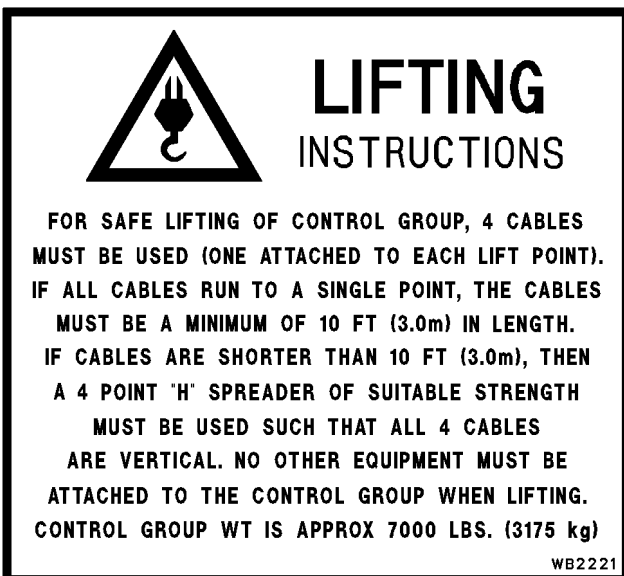 LIFTING
INSTRUCTIONS
FOR SAFE LIFTING OF CONTROL GROUP, 4 CABLES
MUST BE USED (ONE ATTACHED TO EACH LIFT POINT).
IF ALL CABLES RUN TO A SINGLE POINT, THE CABLES
MUST BE A MINIMUM OF 10 FT (3.0m) IN LENGTH.
IF CABLES ARE SHORTER THAN 10 FT (3.0m), THEN
A 4 POINT "H" SPREADER OF SUITABLE STRENGTH
MUST BE USED SUCH THAT ALL 4 CABLES
ARE VERTICAL. NO OTHER EQUIPMENT MUST BE
ATTACHED TO THE CONTROL GROUP WHEN LIFTING.
CONTROL GROUP WT IS APPROX 7000 LBS. (3175 kg)
WB2221